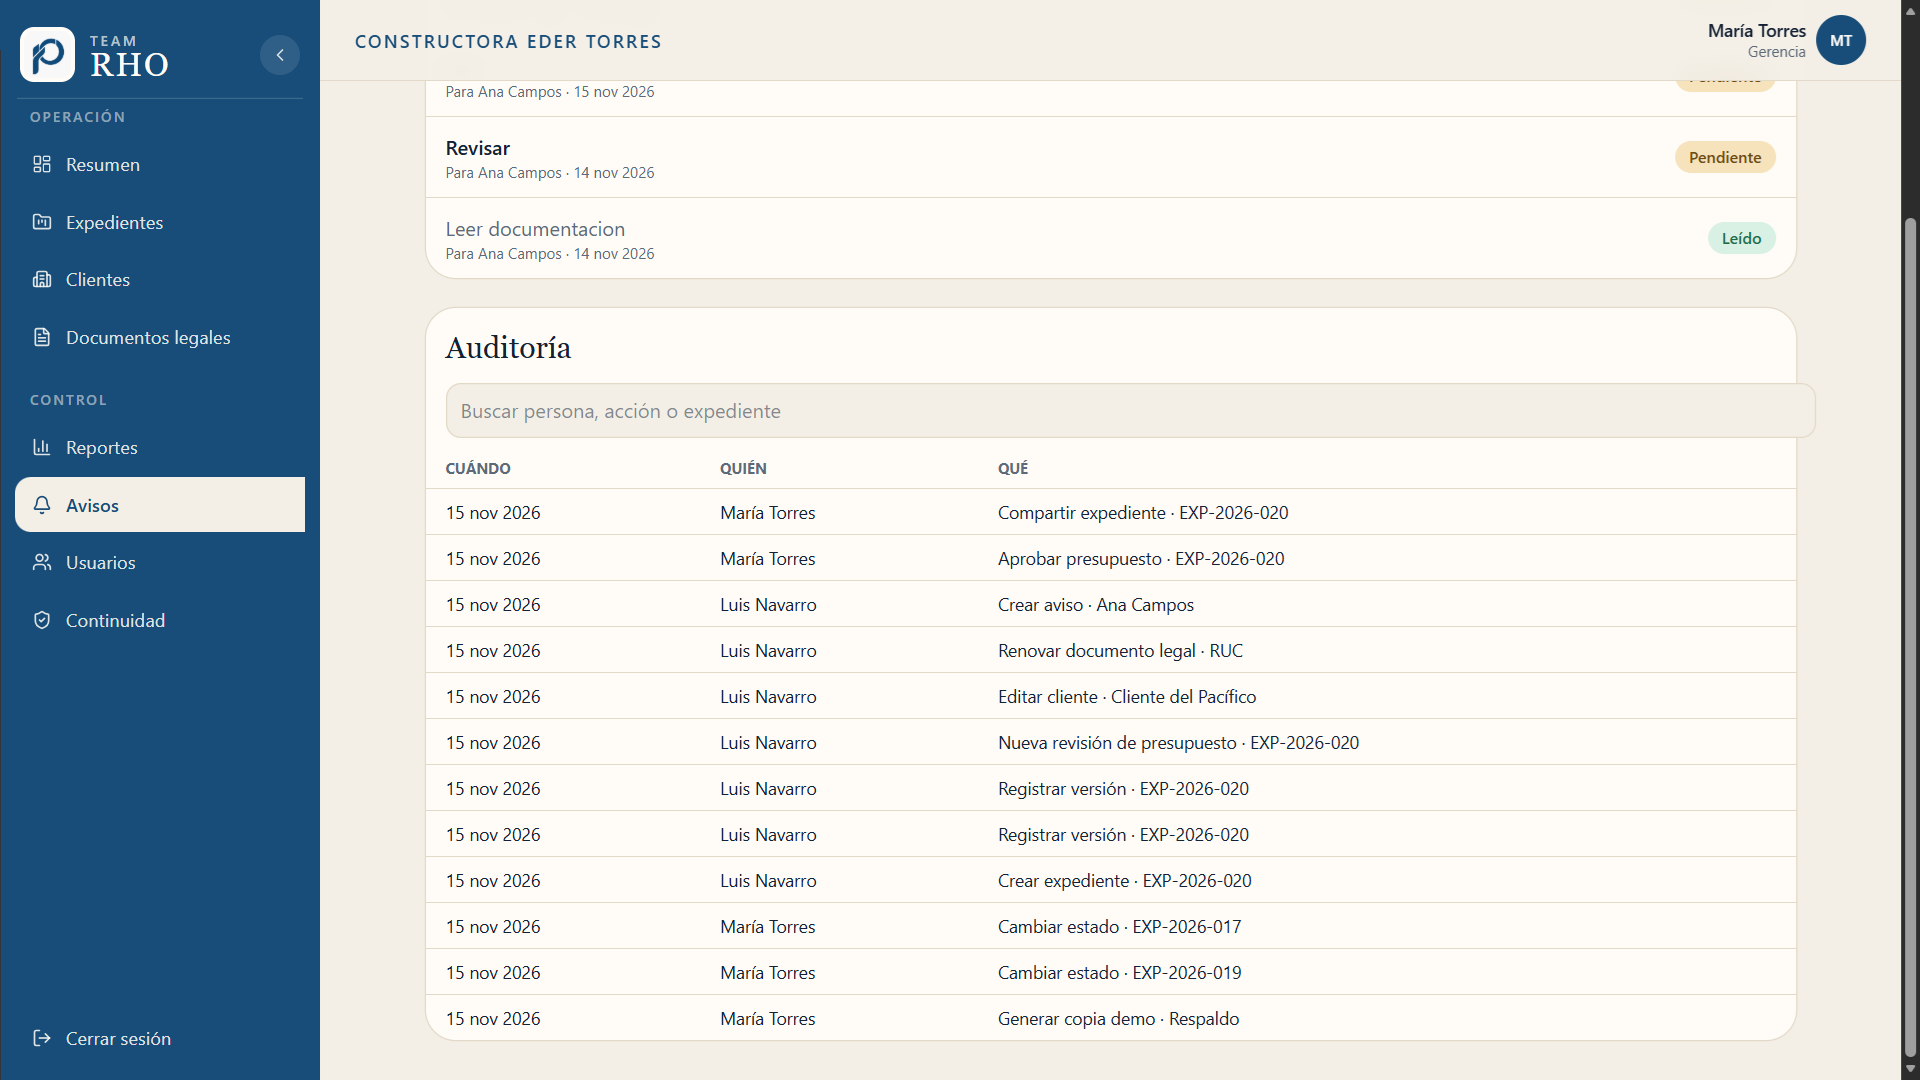 TEAM
RHO
OPERACIÓN
Resumen
Expedientes
Clientes
Documentos legales
CONTROL
Reportes
Avisos
Usuarios
Continuidad
Cerrar sesión
CONSTRUCTORA EDER TORRES
María Torres
Gerencia
MT
Para Ana Campos · 15 nov 2026
Revisar
Para Ana Campos · 14 nov 2026
Pendiente
Leer documentacion
Para Ana Campos · 14 nov 2026
Leído
Auditoría
Buscar persona, acción o expediente
CUÁNDO QUIÉN QUÉ
15 nov 2026 María Torres Compartir expediente · EXP-2026-020
15 nov 2026 María Torres Aprobar presupuesto · EXP-2026-020
15 nov 2026 Luis Navarro Crear aviso · Ana Campos
15 nov 2026 Luis Navarro Renovar documento legal · RUC
15 nov 2026 Luis Navarro Editar cliente · Cliente del Pacífico
15 nov 2026 Luis Navarro Nueva revisión de presupuesto · EXP-2026-020
15 nov 2026 Luis Navarro Registrar versión · EXP-2026-020
15 nov 2026 Luis Navarro Registrar versión · EXP-2026-020
15 nov 2026 Luis Navarro Crear expediente · EXP-2026-020
15 nov 2026 María Torres Cambiar estado · EXP-2026-017
15 nov 2026 María Torres Cambiar estado · EXP-2026-019
15 nov 2026 María Torres Generar copia demo · Respaldo